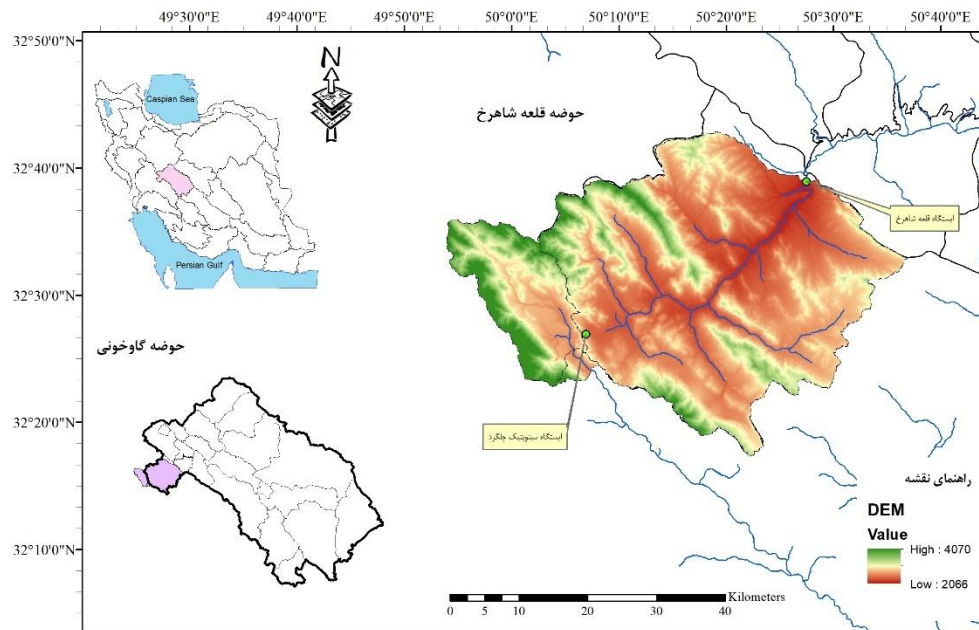 49°30'0"E 49°40'0"E 49°50'0"E 50°00'0"E 50°10'0"E 50°20'0"E 50°30'0"E 50°40'0"E
32°50'0"N
32°40'0"N
32°30'0"N
32°20'0"N
32°10'0"N
Caspian Sea
Persian Gulf
N
حوضه قلعه شاهرخ
ایستگاه قلعه شاهرخ
ایستگاه سینوپتیک چلگرد
حوضه گاوخونی
راهنمای نقشه
DEM
Value
High : 4070
Low : 2066
Kilometers
0 5 10 20 30 40